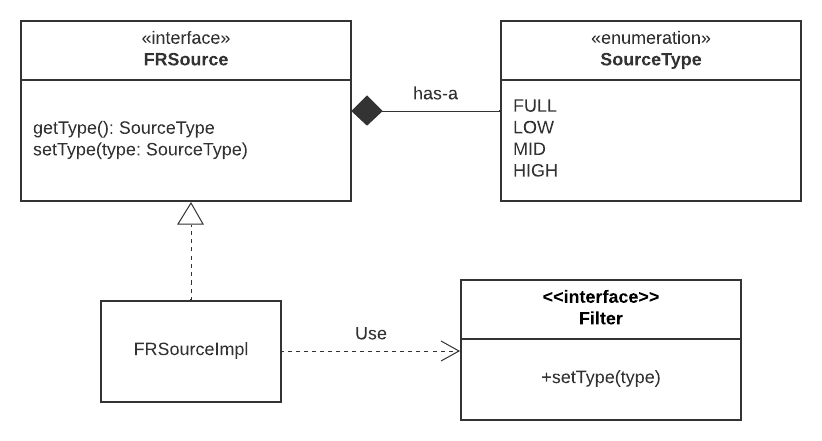 «interface»
FRSource
getType(): SourceType
setType(type: SourceType)
has-a
«enumeration»
SourceType
FULL
LOW
MID
HIGH
FRSourceImpl
Use
<<interface>>
Filter
+setType(type)